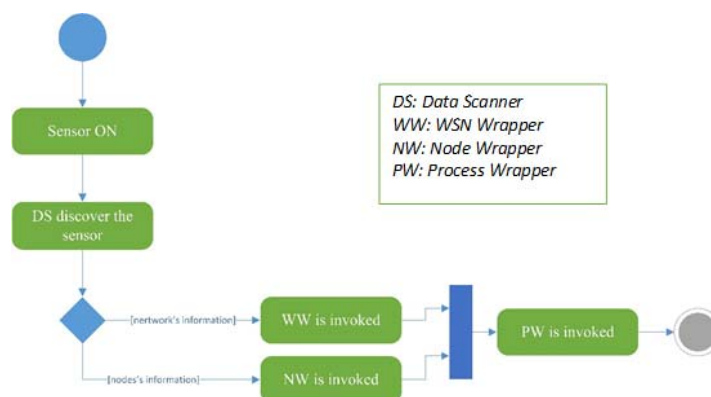 Sensor ON
DS: Data Scanner
WW: WSN Wrapper
NW: Node Wrapper
PW: Process Wrapper
DS discover the
sensor
[nertwork's information]
WW is invoked
PW is invoked
[nodes's information]
NW is invoked